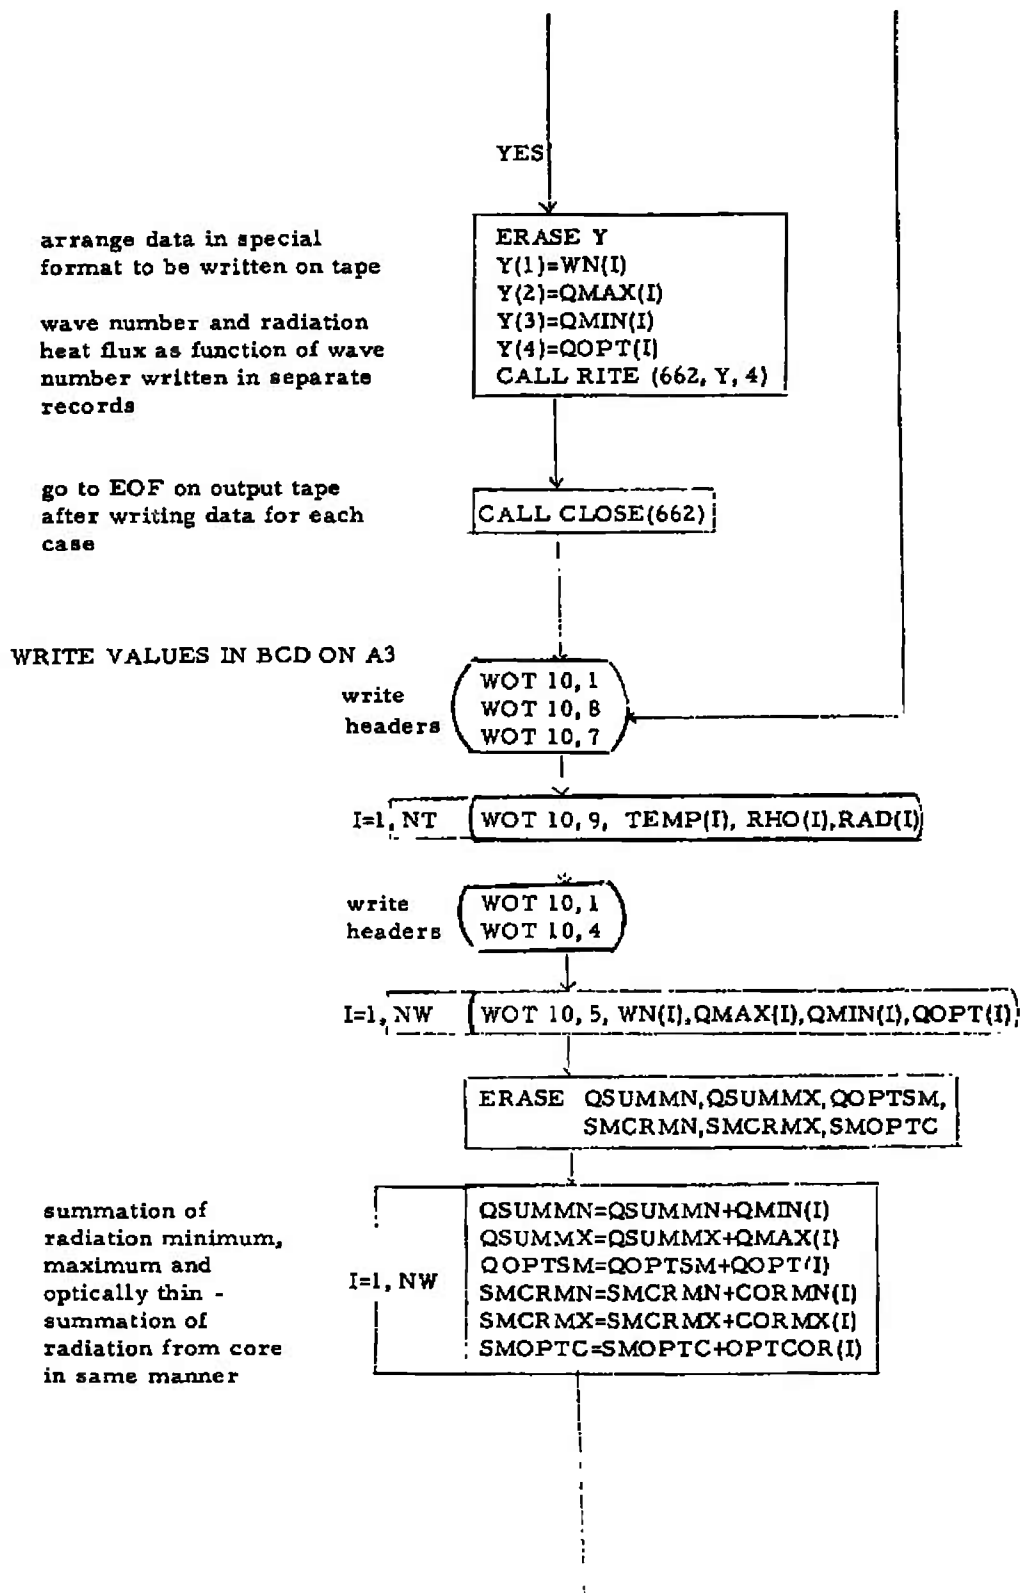 YES
arrange data in special
format to be written on tape
wave number and radiation
heat flux as function of wave
number written in separate
records
ERASE Y
Y(1)=WN(I)
Y(2)=QMAX(I)
Y(3)=QMIN(I)
Y(4)=QOPT(I)
CALL RITE (662, Y, 4)
go to EOF on output tape
after writing data for each
case
CALL CLOSE(662)
WRITE VALUES IN BCD ON A3
write
headers
WOT 10, 1
WOT 10, 8
WOT 10, 7
I=1, NT WOT 10, 9, TEMP(I), RHO(I), RAD(I)
write
headers
WOT 10, 1
WOT 10, 4
I=1, NW WOT 10, 5, WN(I), QMAX(I), QMIN(I), QOPT(I)
ERASE QSUMMN, QSUMMX, QOPTSM,
SMCRMN, SMCRMX, SMOPTC
summation of
radiation minimum,
maximum and
optically thin -
summation of
radiation from core
in same manner
I=1, NW
QSUMMN=QSUMMN+QMIN(I)
QSUMMX=QSUMMX+QMAX(I)
QOPTSM=QOPTSM+QOPT(I)
SMCRMN=SMCRMN+CORMN(I)
SMCRMX=SMCRMX+CORMX(I)
SMOPTC=SMOPTC+OPTCOR(I)